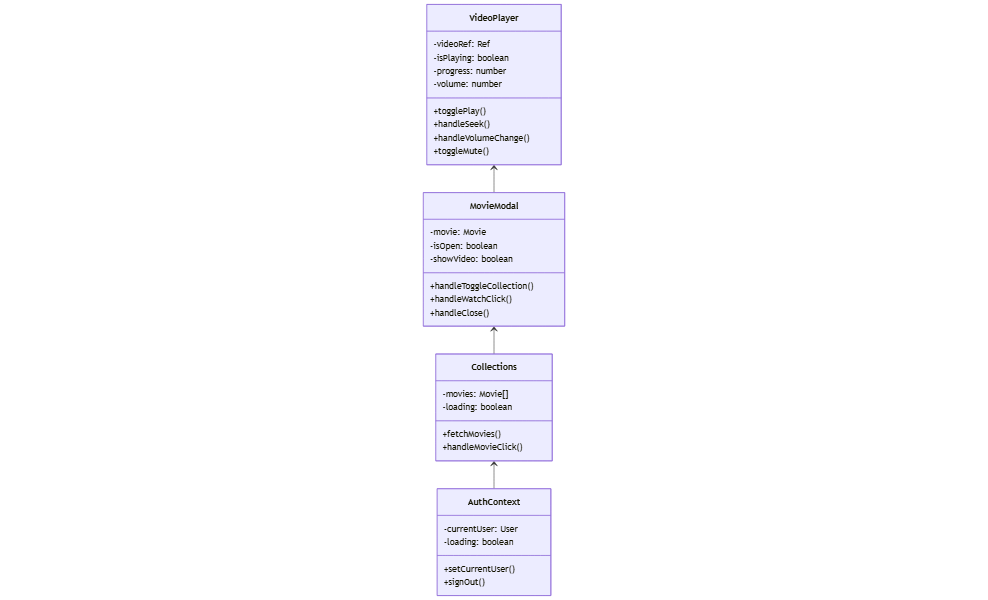 VideoPlayer
-videoRef: Ref
-isPlaying: boolean
-progress: number
-volume: number
+togglePlay()
+handleSeek()
+handleVolumeChange()
+toggleMute()
MovieModal
-movie: Movie
-isOpen: boolean
-showVideo: boolean
+handleToggleCollection()
+handleWatchClick()
+handleClose()
Collections
-movies: Movie[]
-loading: boolean
+fetchMovies()
+handleMovieClick()
AuthContext
-currentUser: User
-loading: boolean
+setCurrentUser()
+signOut()